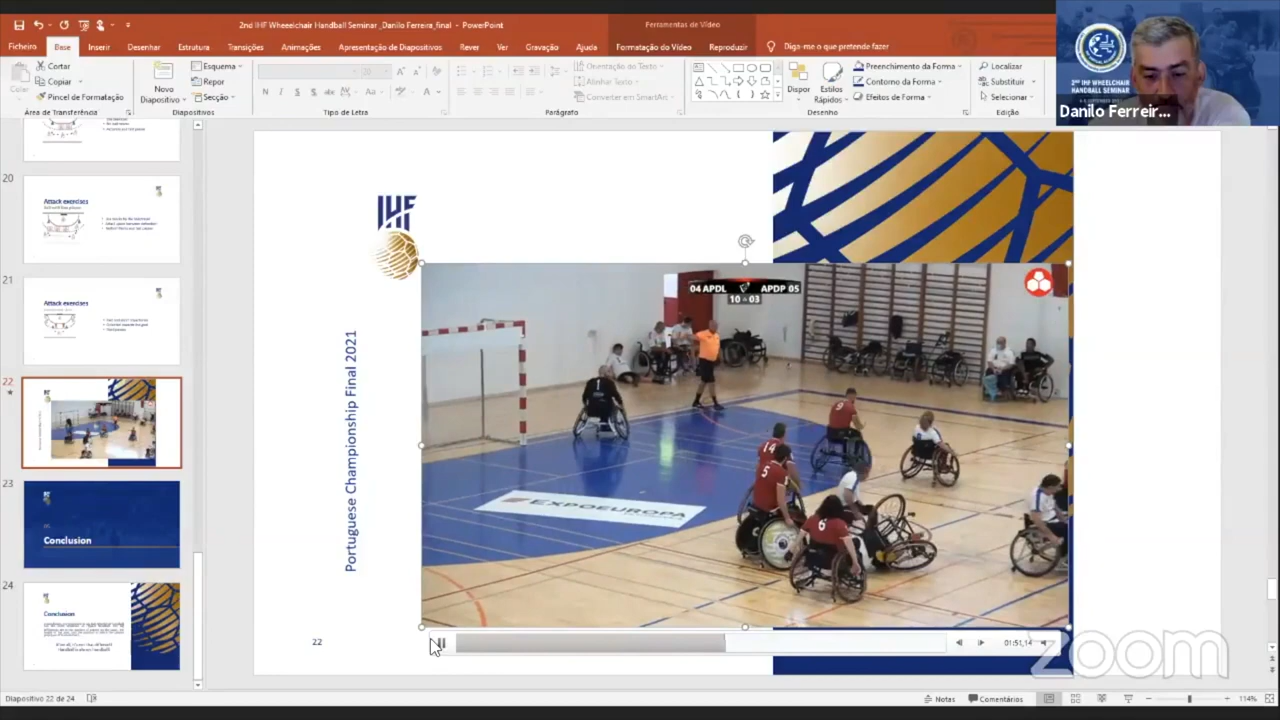 2nd IHF Wheeelchair Handball Seminar _Danilo Ferreira_final - PowerPoint
Ferramentas de Vídeo
Ficheiro Base Inserir Desenhar Estrutura Transições Animações Apresentação de Diapositivos Rever Ver Gravação Ajuda Formatação do Vídeo Reproduzir Diga-me o que pretende fazer
Cortar
Copiar
Pincel de Formatação
Colar
Área de Transferência
Novo
Diapositivo
Esquema
Repor
Secção
Diapositivos
N I S
Tipo de Letra
Orientação do Texto
Alinhar Texto
Converter em SmartArt
Parágrafo
Dispor
Estilos
Rápidos
Preenchimento da Forma
Contorno da Forma
Efeitos de Forma
Desenho
Localizar
Substituir
Selecionar
Edição
2ND IHF WHEELCHAIR
HANDBALL SEMINAR
Danilo Ferreir...
20
Attack exercises
21
Attack exercises
22
23
Conclusion
24
Conclusion
IHF
Portuguese Championship Final 2021
04 APDL APDP 05
10 03
1
9
14
5
6
EXPOEUROPA
22
01:51,14
zoom
Diapositivo 22 de 24
Notas
Comentários
114%